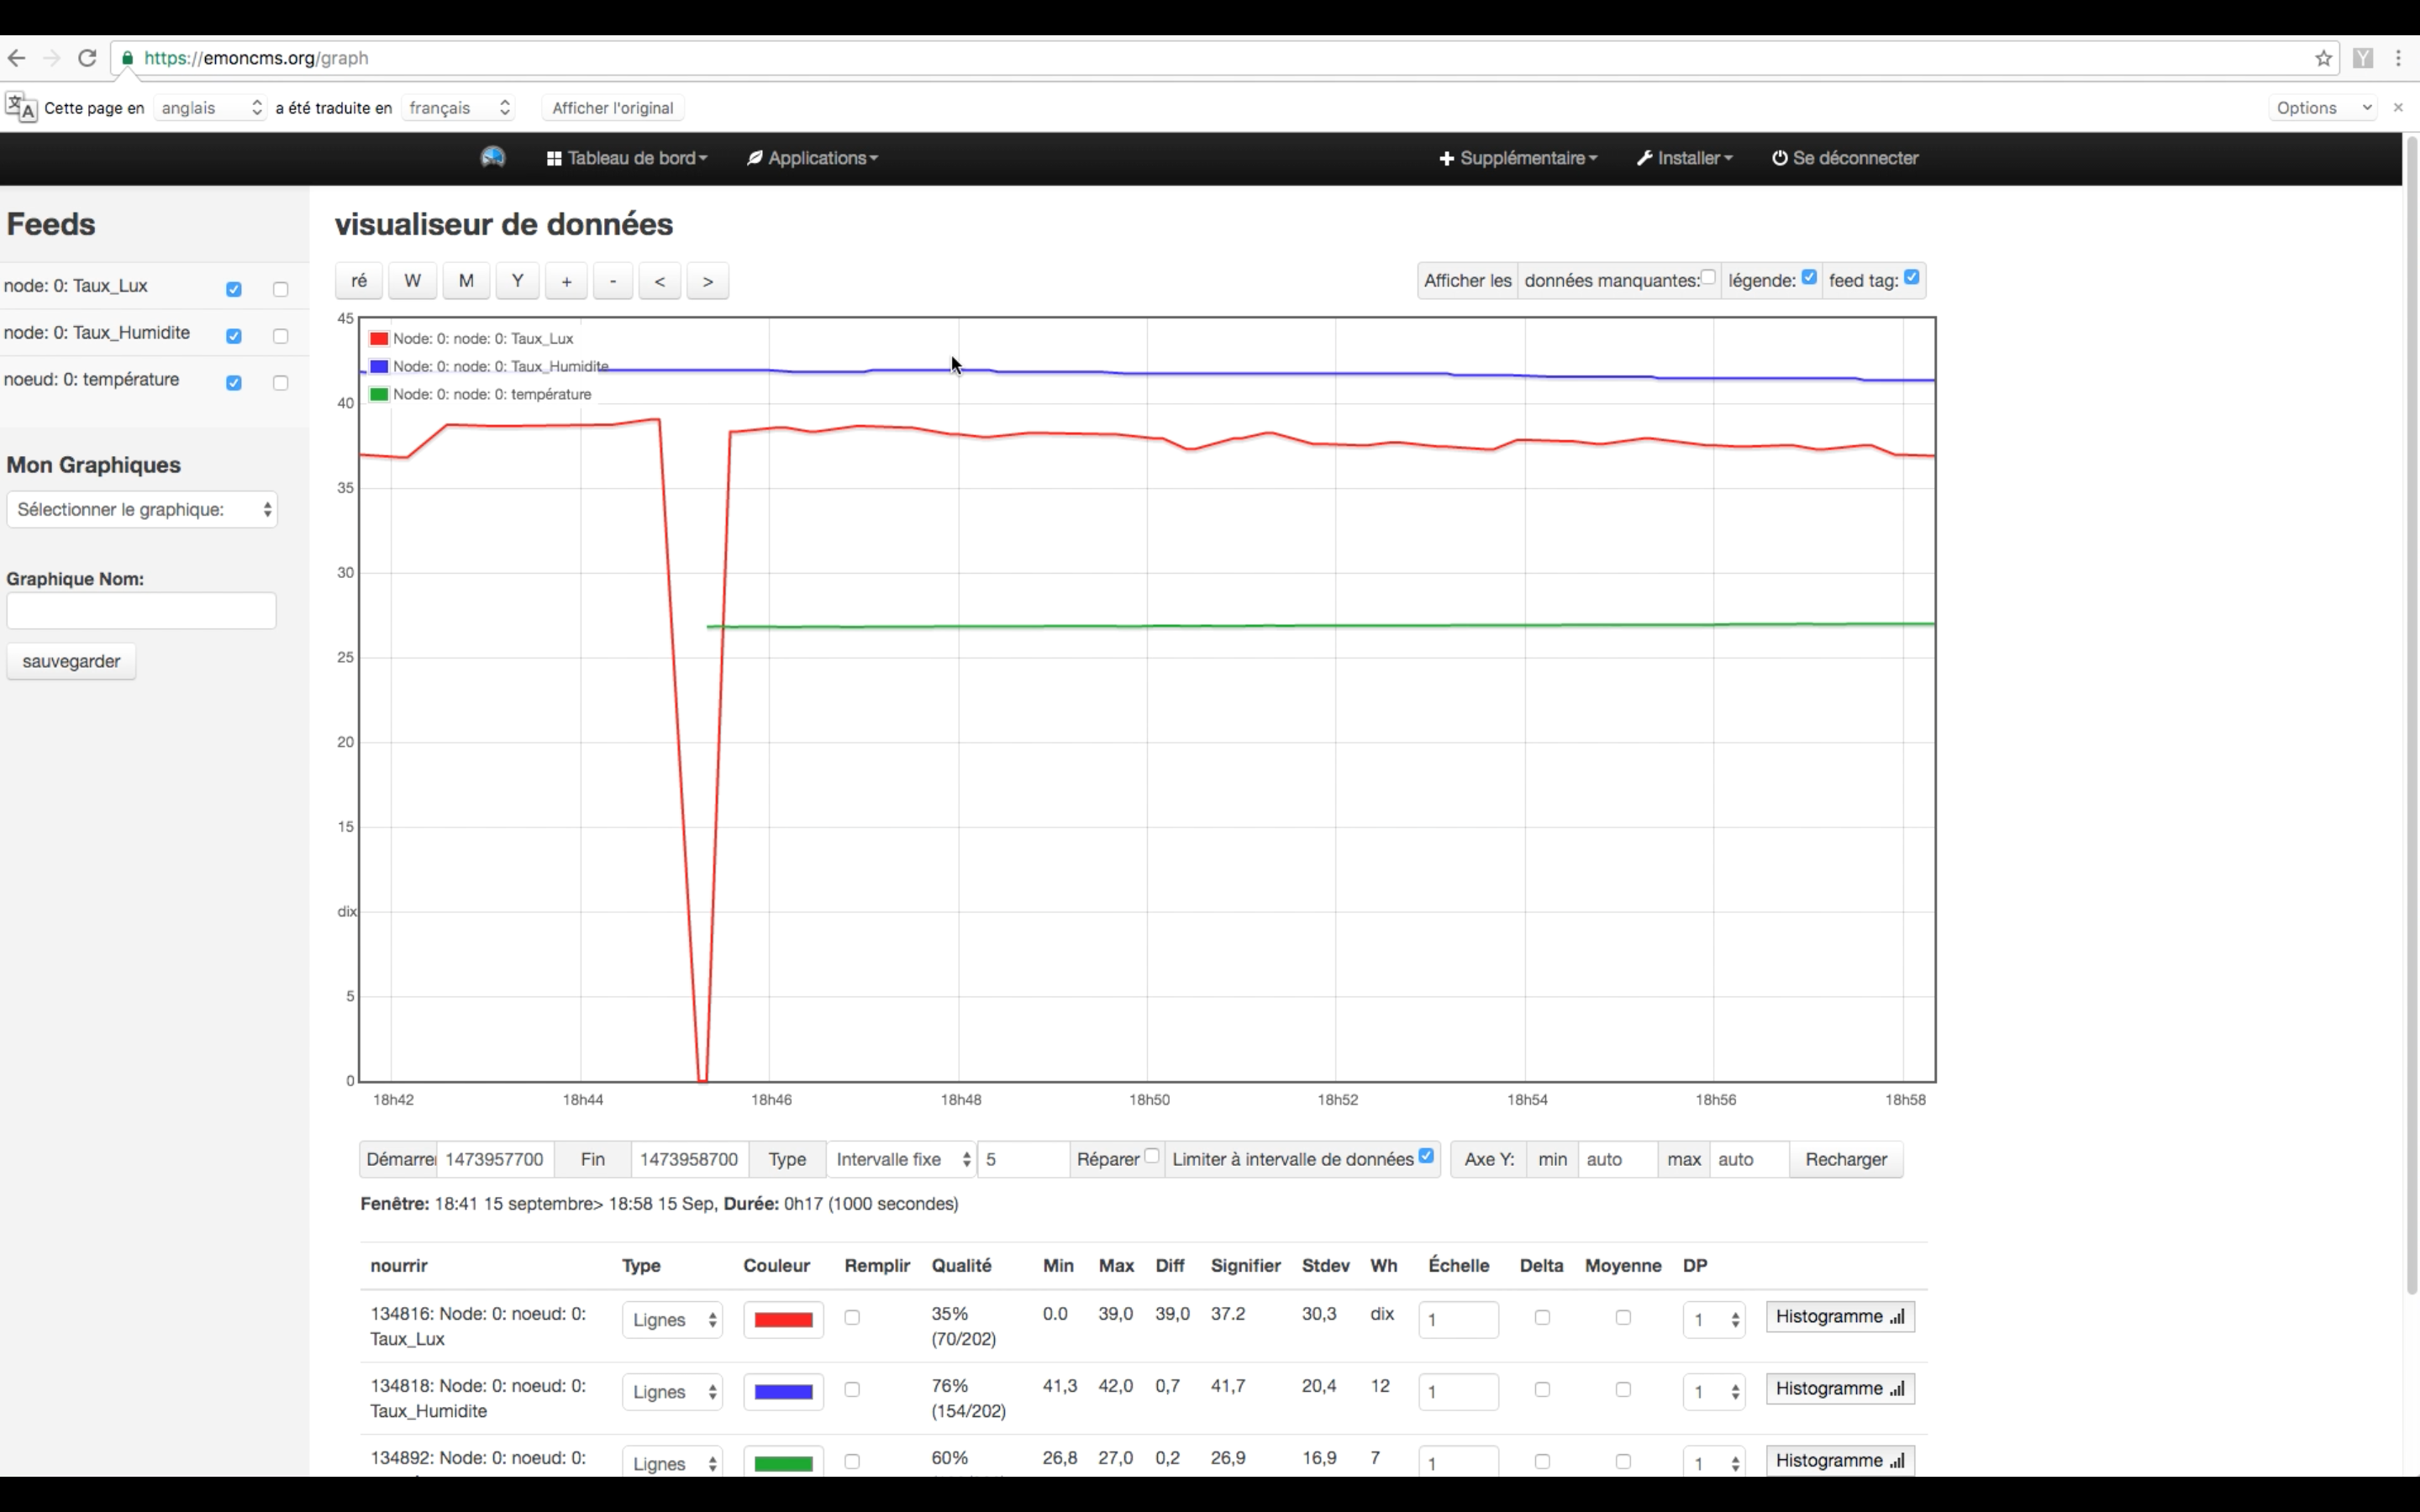 https://emoncms.org/graph
Cette page en anglais a été traduite en français Afficher l'original Options
Tableau de bord Applications Supplémentaire Installer Se déconnecter
Feeds
node: 0: Taux_Lux
node: 0: Taux_Humidite
noeud: 0: température
Mon Graphiques
Sélectionner le graphique:
Graphique Nom:
sauvegarder
visualiseur de données
ré W M Y + - < >
Afficher les données manquantes: légende: feed tag:
Node: 0: node: 0: Taux_Lux
Node: 0: node: 0: Taux_Humidite
Node: 0: node: 0: température
45
40
35
30
25
20
15
dix
5
0
18h42 18h44 18h46 18h48 18h50 18h52 18h54 18h56 18h58
Démarrer 1473957700 Fin 1473958700 Type Intervalle fixe 5 Réparer Limiter à intervalle de données Axe Y: min auto max auto Recharger
Fenêtre: 18:41 15 septembre> 18:58 15 Sep, Durée: 0h17 (1000 secondes)
nourrir Type Couleur Remplir Qualité Min Max Diff Signifier Stdev Wh Échelle Delta Moyenne DP
134816: Node: 0: noeud: 0: Lignes 35% 0.0 39,0 39,0 37.2 30,3 dix 1 1 Histogramme
Taux_Lux (70/202)
134818: Node: 0: noeud: 0: Lignes 76% 41,3 42,0 0,7 41,7 20,4 12 1 1 Histogramme
Taux_Humidite (154/202)
134892: Node: 0: noeud: 0: Lignes 60% 26,8 27,0 0,2 26,9 16,9 7 1 1 Histogramme